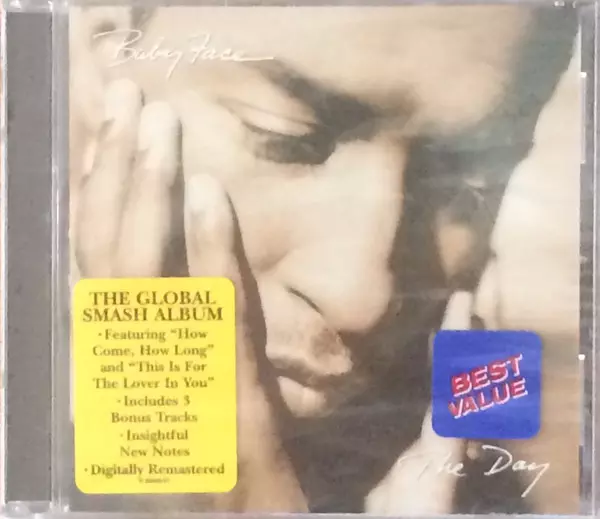 Baby Face
THE GLOBAL
SMASH ALBUM
• Featuring "How
Come, How Long"
and "This Is For
The Lover In You"
• Includes 3
Bonus Tracks
• Insightful
New Notes
• Digitally Remastered
BEST
VALUE
The Day